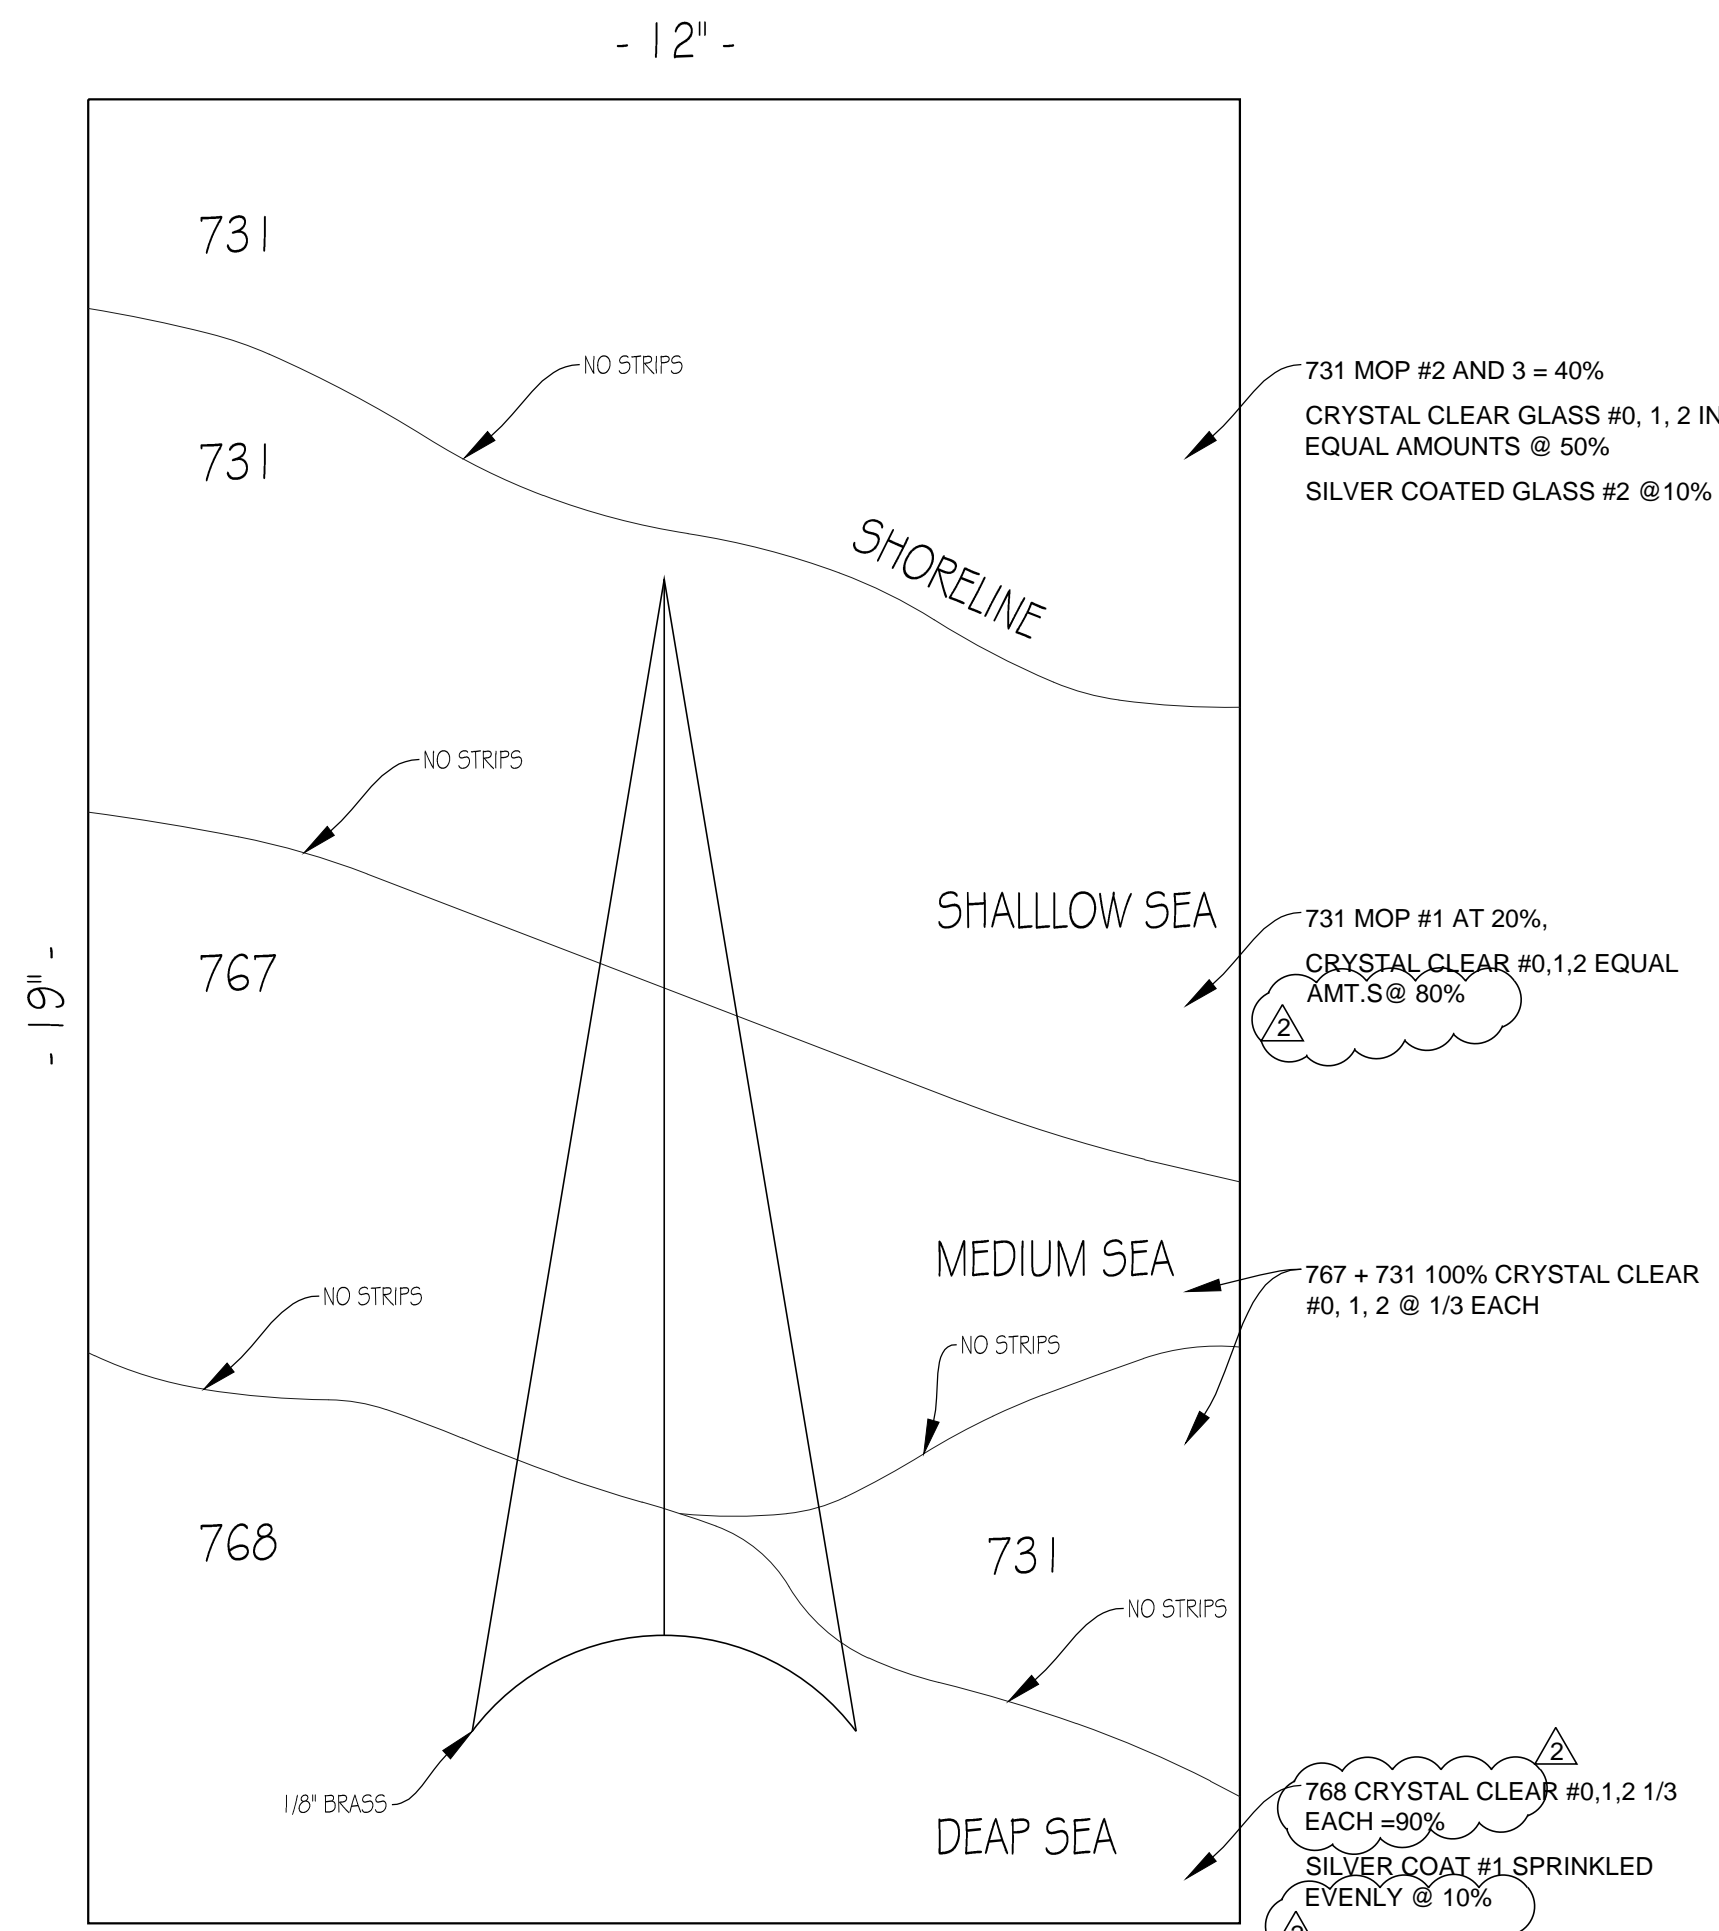 - 12" -
731
NO STRIPS
731 MOP #2 AND 3 = 40%
CRYSTAL CLEAR GLASS #0, 1, 2 IN
EQUAL AMOUNTS @ 50%
SILVER COATED GLASS #2 @10%
731
SHORELINE
NO STRIPS
SHALLLOW SEA
731 MOP #1 AT 20%,
CRYSTAL CLEAR #0,1,2 EQUAL
AMT.S@ 80%
2
767
- 19" -
MEDIUM SEA
767 + 731 100% CRYSTAL CLEAR
#0, 1, 2 @ 1/3 EACH
NO STRIPS
NO STRIPS
768
731
NO STRIPS
1/8" BRASS
DEAP SEA
2
768 CRYSTAL CLEAR #0,1,2 1/3
EACH =90%
SILVER COAT #1 SPRINKLED
EVENLY @ 10%